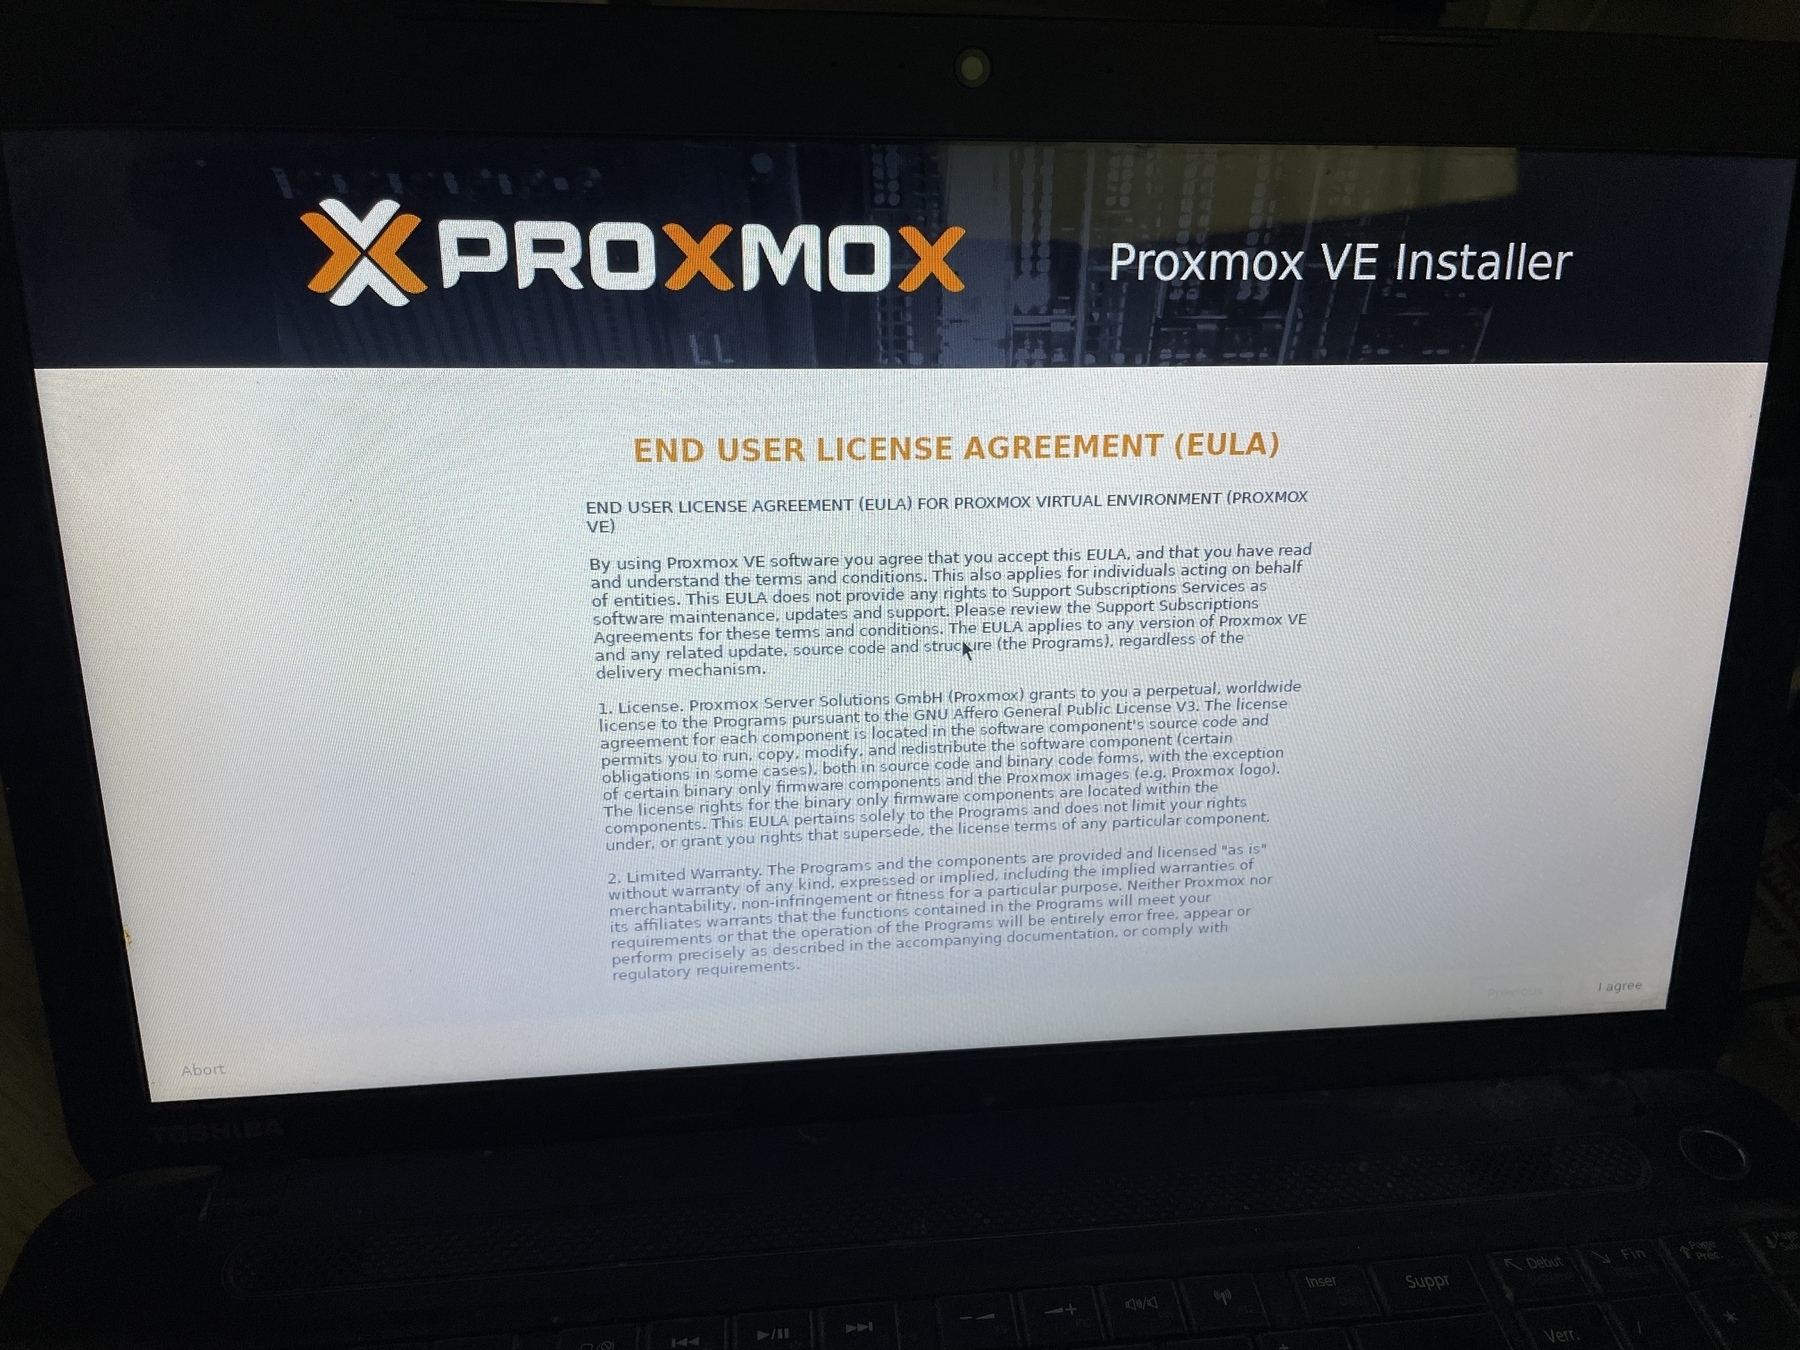 PROXMOX
Proxmox VE Installer
END USER LICENSE AGREEMENT (EULA)
END USER LICENSE AGREEMENT (EULA) FOR PROXMOX VIRTUAL ENVIRONMENT (PROXMOX
VE)
By using Proxmox VE software you agree that you accept this EULA, and that you have read
and understand the terms and conditions. This also applies for individuals acting on behalf
of entities. This EULA does not provide any rights to Support Subscriptions Services as
software maintenance, updates and support. Please review the Support Subscriptions
Agreements for these terms and conditions. The EULA applies to any version of Proxmox VE
and any related update, source code and structure (the Programs), regardless of the
delivery mechanism.
1. License. Proxmox Server Solutions GmbH (Proxmox) grants to you a perpetual, worldwide
license to the Programs pursuant to the GNU Affero General Public License V3. The license
agreement for each component is located in the software component's source code and
permits you to run, copy, modify, and redistribute the software component (certain
obligations in some cases), both in source code and binary code forms, with the exception
of certain binary only firmware components and the Proxmox images (e.g. Proxmox logo).
The license rights for the binary only firmware components are located within the
components. This EULA pertains solely to the Programs and does not limit your rights
under, or grant you rights that supersede, the license terms of any particular component.
2. Limited Warranty. The Programs and the components are provided and licensed "as is"
without warranty of any kind, expressed or implied, including the implied warranties of
merchantability, non-infringement or fitness for a particular purpose. Neither Proxmox nor
its affiliates warrants that the functions contained in the Programs will meet your
requirements or that the operation of the Programs will be entirely error free, appear or
perform precisely as described in the accompanying documentation, or comply with
regulatory requirements.
Previous
I agree
Abort
TOSHIBA
Inser
Suppr
Début
Fin
Page
Préc.
Verr.
/
*